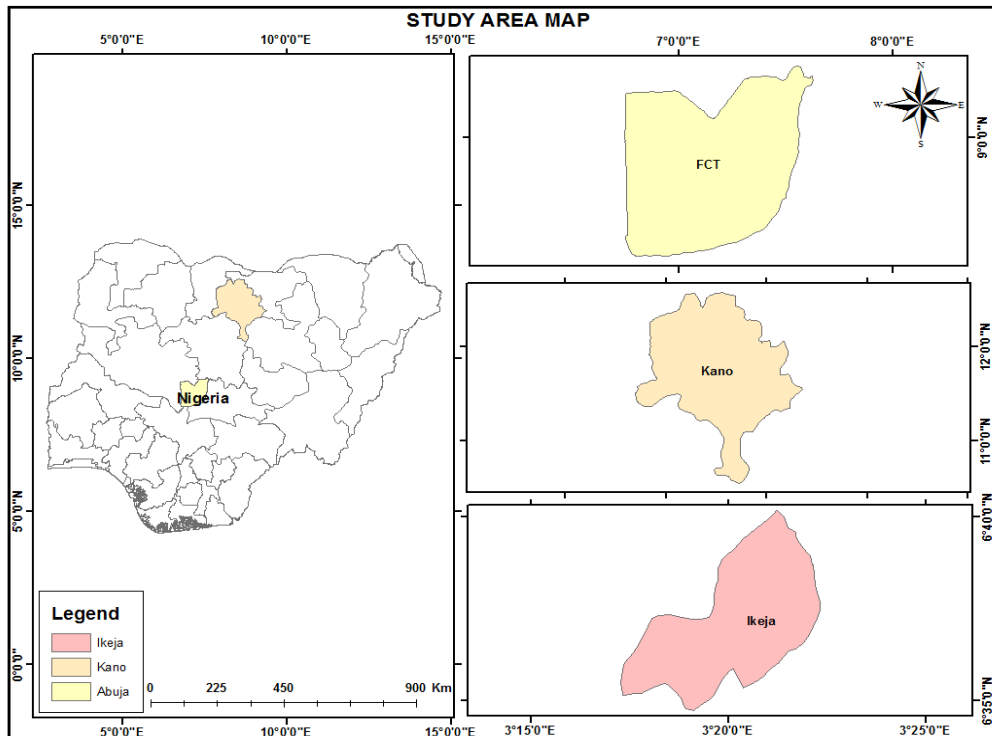 STUDY AREA MAP
5°0'0"E 10°0'0"E 15°0'0"E
15°0'0"N
10°0'0"N
5°0'0"N
0°0'0"
Nigeria
Legend
Ikeja
Kano
Abuja
0 225 450 900 Km
5°0'0"E 10°0'0"E
7°0'0"E 8°0'0"E
N
W E
S
9°0'0"N
FCT
12°0'0"N
Kano
11°0'0"N
6°40'0"N
Ikeja
6°35'0"N
3°15'0"E 3°20'0"E 3°25'0"E